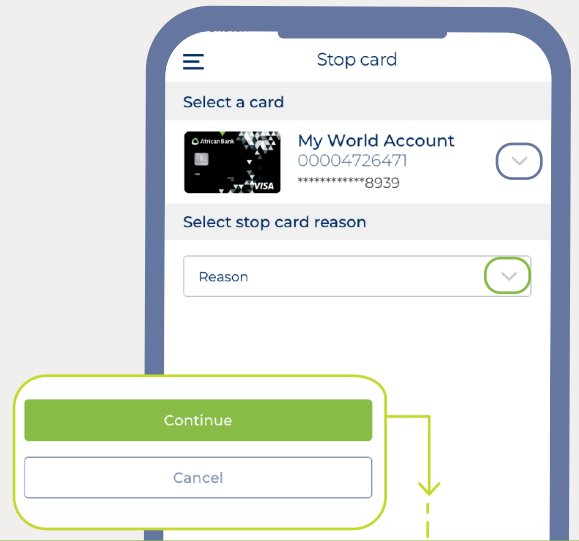 Stop card
Select a card
African Bank
VISA
My World Account
00004726471
************8939
Select stop card reason
Reason
Continue
Cancel